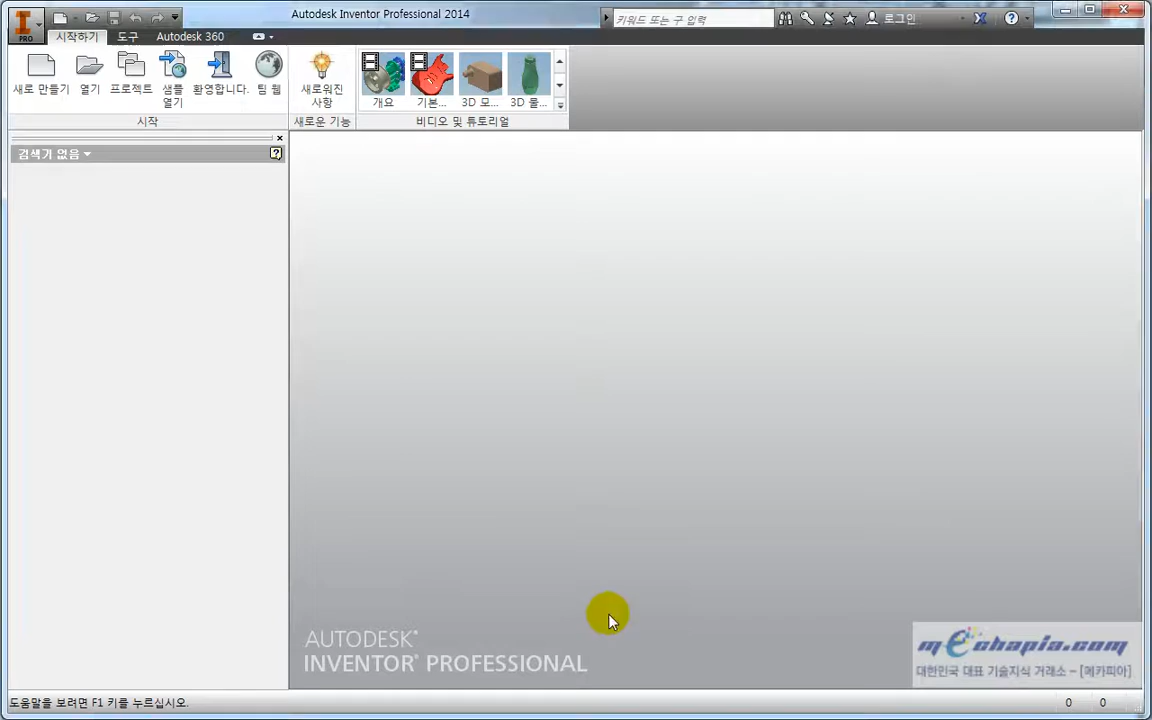 Autodesk Inventor Professional 2014
키워드 또는 구 입력
로그인
PRO
시작하기
도구
Autodesk 360
새로 만들기
열기
프로젝트
샘플
열기
환영합니다.
팀 웹
새로워진
사항
개요
기본...
3D 모...
3D 물...
시작
새로운 기능
비디오 및 튜토리얼
검색기 없음
AUTODESK®
INVENTOR® PROFESSIONAL
mechapia.com
대한민국 대표 기술지식 거래소 – [메카피아]
도움말을 보려면 F1 키를 누르십시오.
0
0